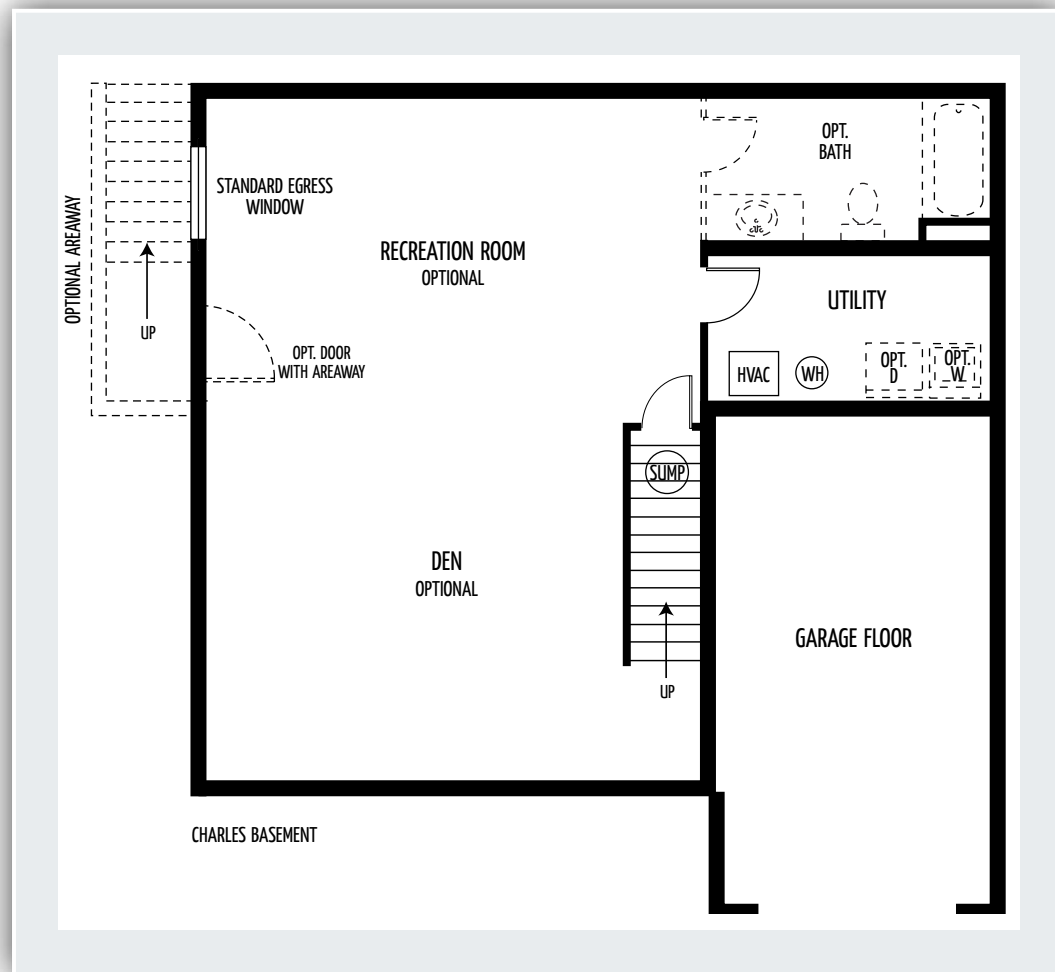 OPT.
BATH
STANDARD EGRESS
WINDOW
OPTIONAL AREAWAY
RECREATION ROOM
OPTIONAL
UTILITY
UP
OPT. DOOR
WITH AREAWAY
HVAC
WH
OPT.
D
OPT.
W
SUMP
DEN
OPTIONAL
GARAGE FLOOR
UP
CHARLES BASEMENT